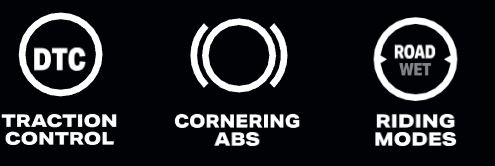 DTC
TRACTION
CONTROL
CORNERING
ABS
ROAD
WET
RIDING
MODES